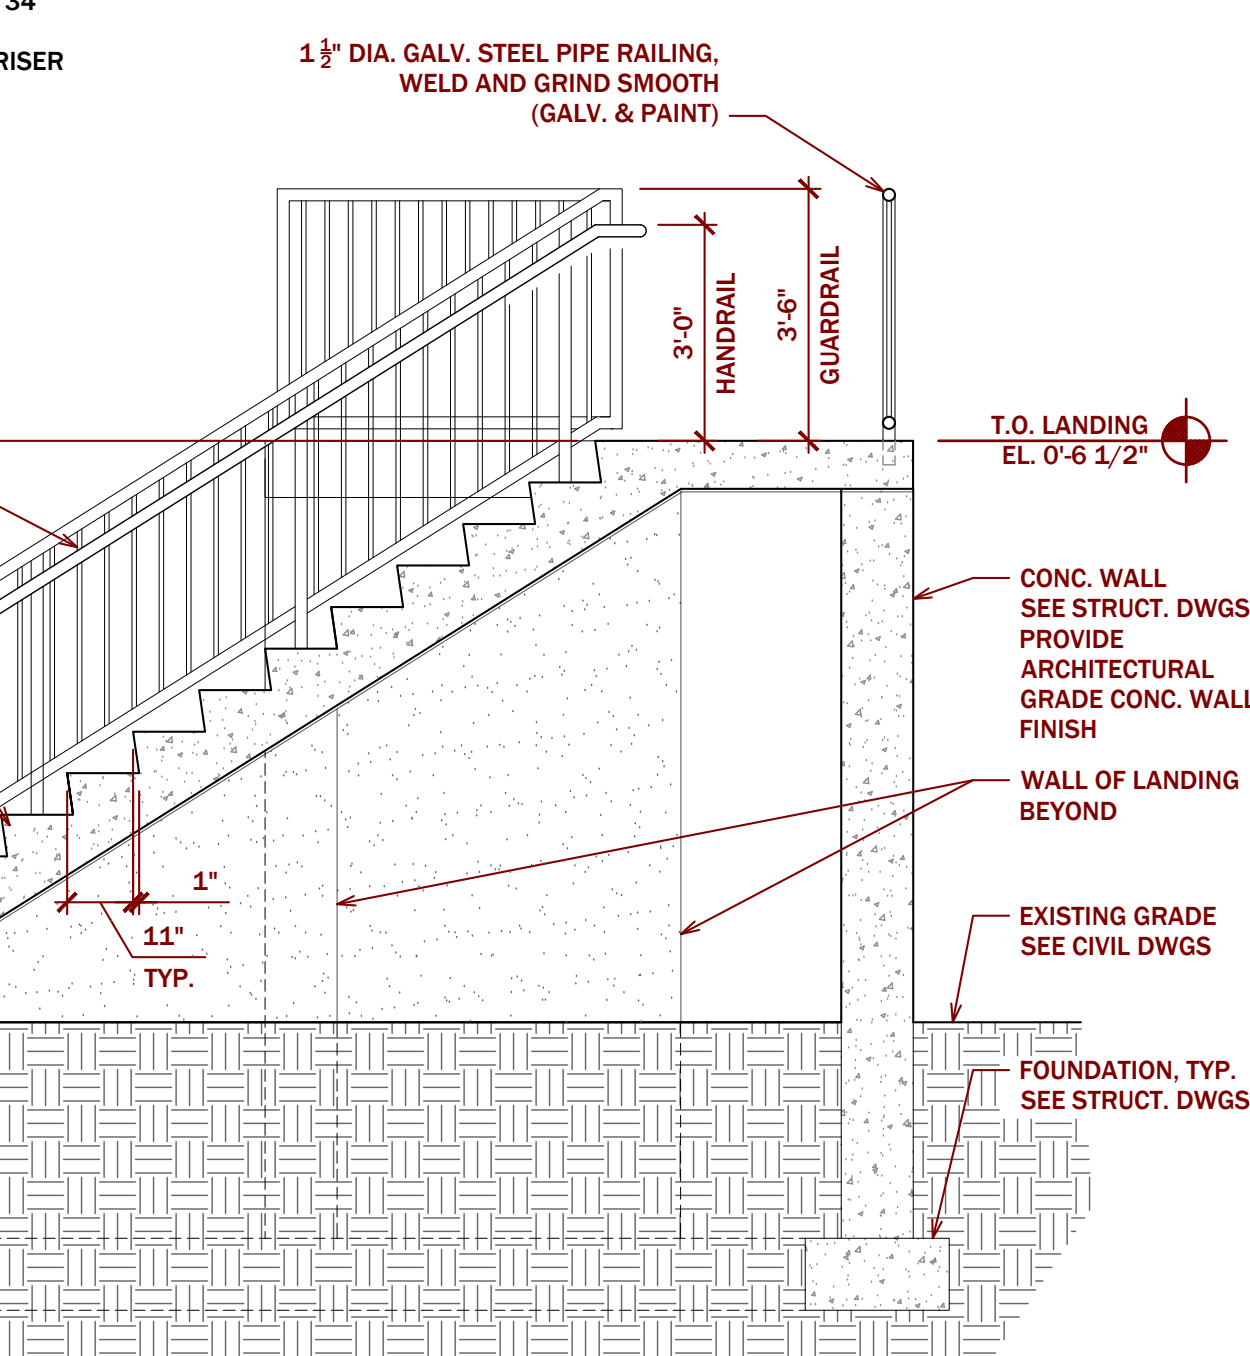 34
RISER
1 1/2" DIA. GALV. STEEL PIPE RAILING,
WELD AND GRIND SMOOTH
(GALV. & PAINT)
3'-0"
HANDRAIL
3'-6"
GUARDRAIL
T.O. LANDING
EL. 0'-6 1/2"
CONC. WALL
SEE STRUCT. DWGS
PROVIDE
ARCHITECTURAL
GRADE CONC. WALL
FINISH
WALL OF LANDING
BEYOND
1"
11"
TYP.
EXISTING GRADE
SEE CIVIL DWGS
FOUNDATION, TYP.
SEE STRUCT. DWGS